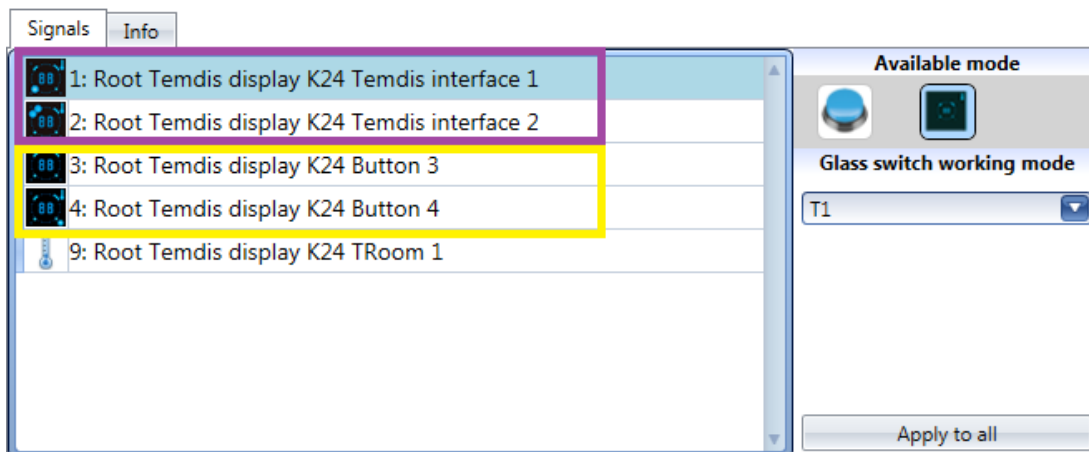 Signals
Info
1: Root Temdis display K24 Temdis interface 1
2: Root Temdis display K24 Temdis interface 2
3: Root Temdis display K24 Button 3
4: Root Temdis display K24 Button 4
9: Root Temdis display K24 TRoom 1
Available mode
Glass switch working mode
T1
Apply to all